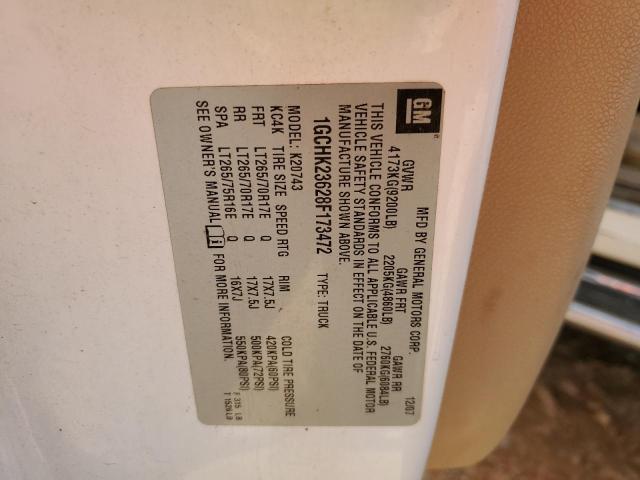 GM
MFD BY GENERAL MOTORS CORP. 12/07
GVWR GAWR FRT GAWR RR
4173KG(9200LB) 2205KG(4860LB) 2760KG(6084LB)
THIS VEHICLE CONFORMS TO ALL APPLICABLE U.S. FEDERAL MOTOR
VEHICLE SAFETY STANDARDS IN EFFECT ON THE DATE OF
MANUFACTURE SHOWN ABOVE.
1GCHK23628F173472 TYPE: TRUCK
MODEL: K20743
KC4K TIRE SIZE SPEED RTG RIM COLD TIRE PRESSURE
FRT LT265/70R17E Q 17X7.5J 420KPA(60PSI)
RR LT265/70R17E Q 17X7.5J 500KPA(72PSI)
SPA LT265/75R16E Q 16X7J 550KPA(80PSI)
SEE OWNER'S MANUAL FOR MORE INFORMATION.
F 315 LB
T 1528 LB